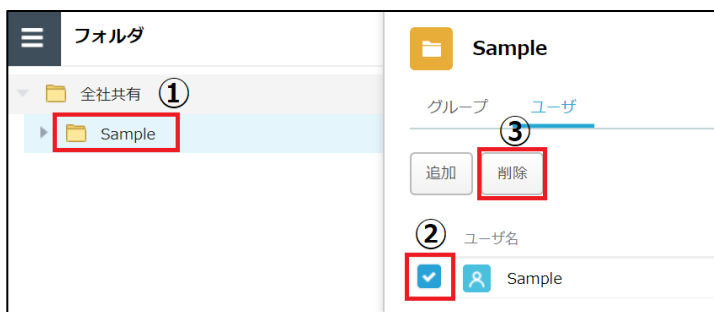 フォルダ
全社共有 ①
Sample
Sample
グループ ユーザ
③
追加 削除
② ユーザ名
Sample